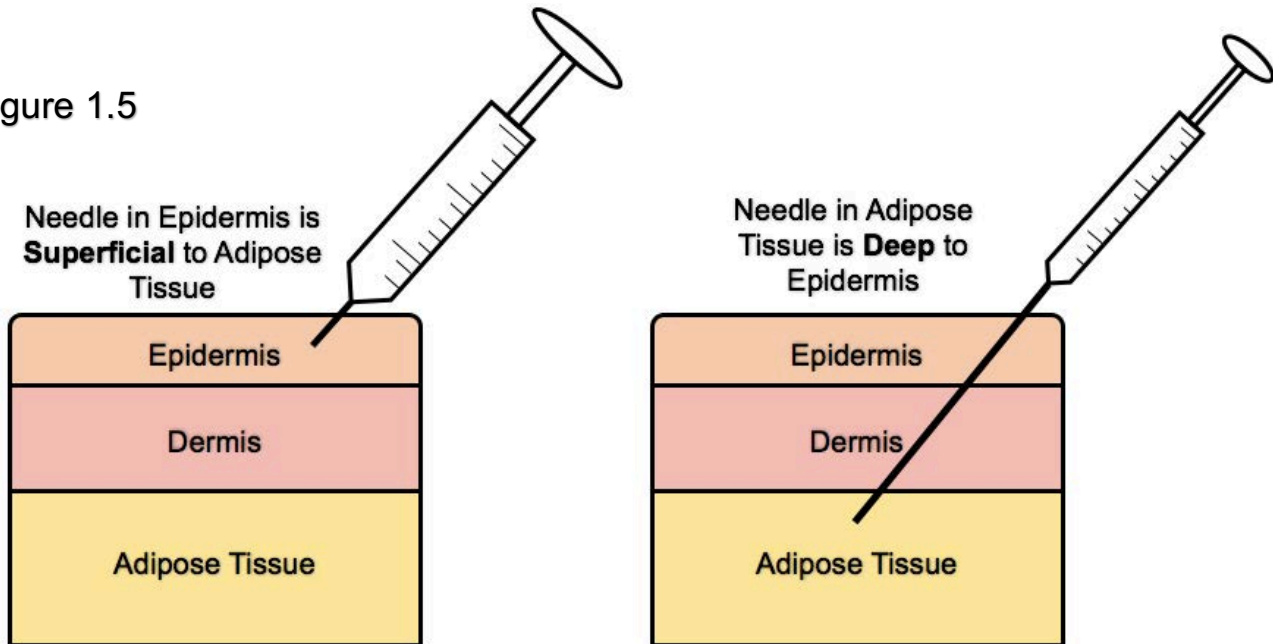 gure 1.5
Needle in Epidermis is
Superficial to Adipose
Tissue
Epidermis
Dermis
Adipose Tissue
Needle in Adipose
Tissue is Deep to
Epidermis
Epidermis
Dermis
Adipose Tissue